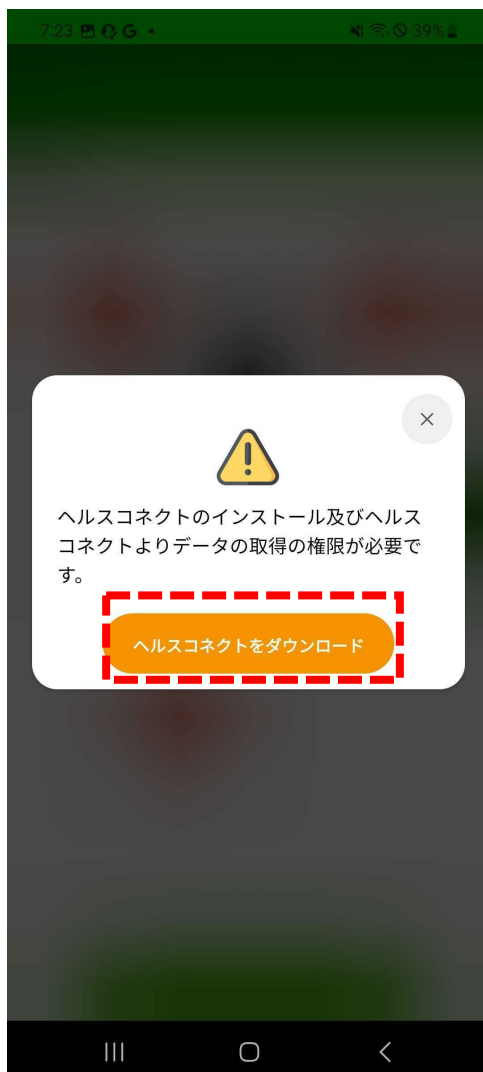 7:23 G
39%
ヘルスコネクトのインストール及びヘルス
コネクトよりデータの取得の権限が必要で
す。
ヘルスコネクトをダウンロード